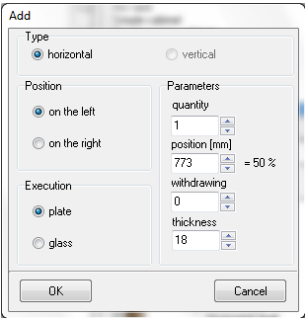 Add
Type
horizontal
vertical
Position
on the left
on the right
Execution
plate
glass
Parameters
quantity
1
position [mm]
773 = 50 %
withdrawing
0
thickness
18
OK
Cancel